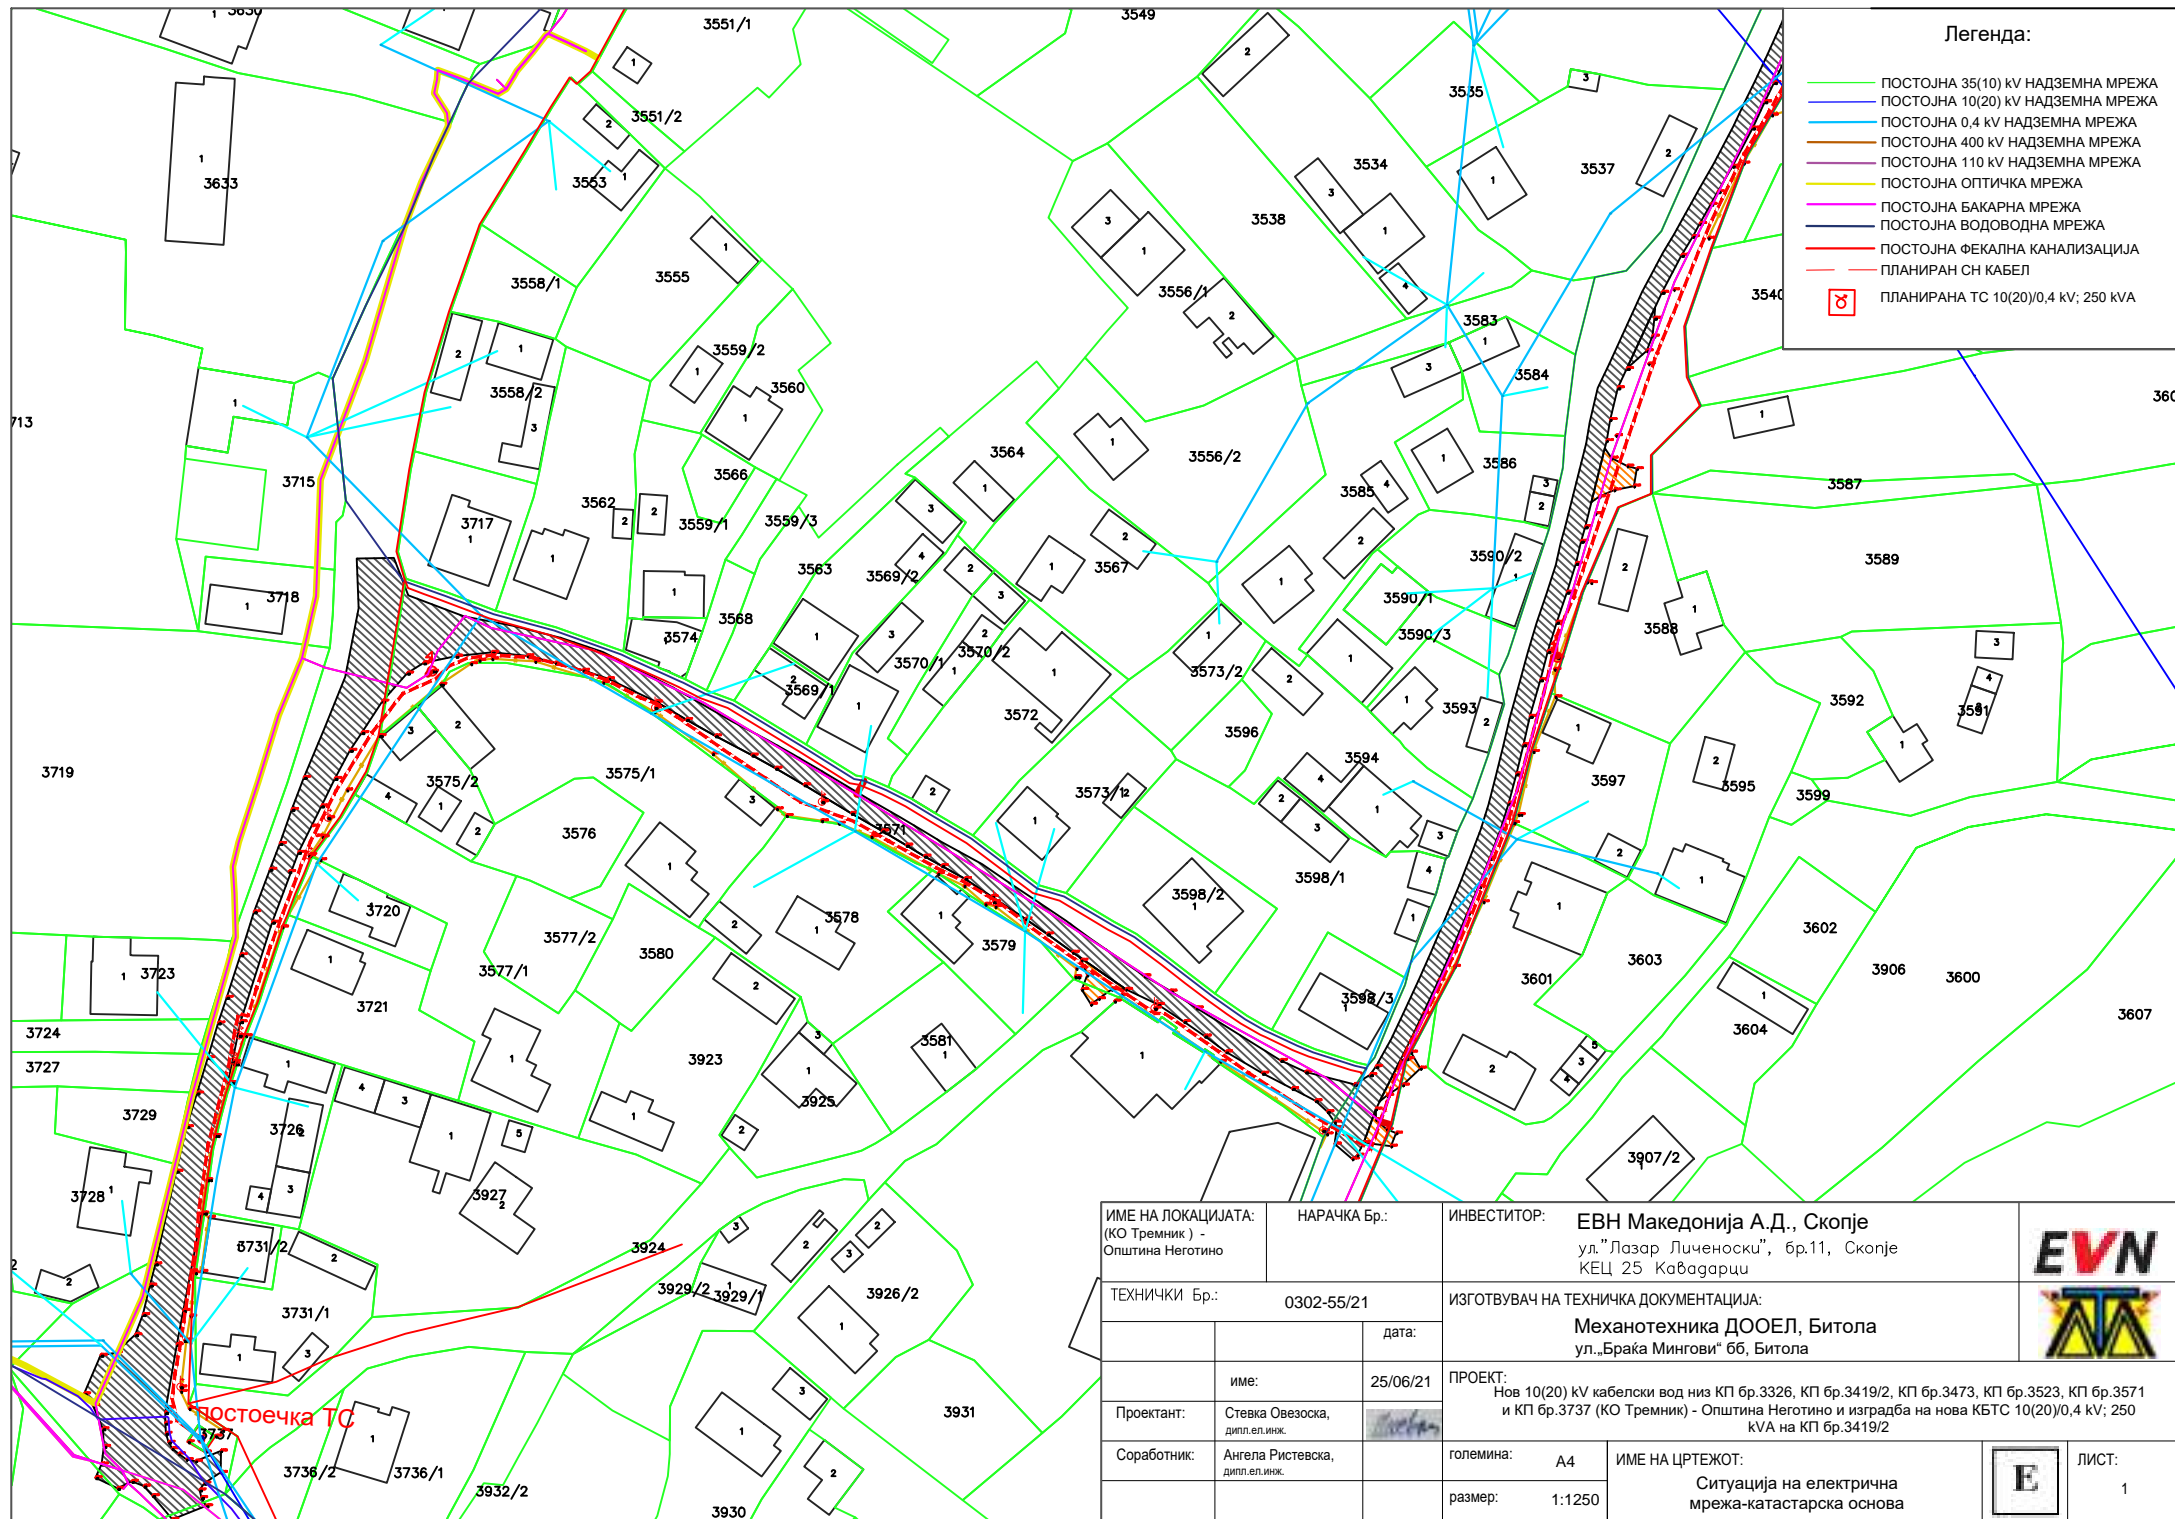 Легенда:
ПОСТОЈНА 35(10) kV НАДЗЕМНА МРЕЖА
ПОСТОЈНА 10(20) kV НАДЗЕМНА МРЕЖА
ПОСТОЈНА 0,4 kV НАДЗЕМНА МРЕЖА
ПОСТОЈНА 400 kV НАДЗЕМНА МРЕЖА
ПОСТОЈНА 110 kV НАДЗЕМНА МРЕЖА
ПОСТОЈНА ОПТИЧКА МРЕЖА
ПОСТОЈНА БАКАРНА МРЕЖА
ПОСТОЈНА ВОДОВОДНА МРЕЖА
ПОСТОЈНА ФЕКАЛНА КАНАЛИЗАЦИЈА
ПЛАНИРАН СН КАБЕЛ
ПЛАНИРАНА ТС 10(20)/0,4 kV; 250 kVA
3549
3551/1
3551/2
3535
3553
3534
3537
3633
3538
3555
3558/1
3556/1
3540
3583
3559/2
3560
3584
3558/2
3564
3556/2
3566
3586
3715
3562
3585
3587
3717
3559/1
3559/3
3590/2
3563
3569/2
3567
3589
3718
3590/1
3568
3574
3590/3
3588
3570/1
3570/2
3573/2
3569/1
3572
3593
3592
3591
3596
3719
3575/2
3575/1
3594
3597
3595
3573/1
3599
3576
3571
3598/1
3598/2
3720
3578
3577/2
3579
3580
3602
3603
3906
3600
3723
3577/1
3601
3721
3598/3
3607
3724
3604
3581
3923
3727
3925
3729
3726
3907/2
3728
3927
3731/2
3924
3929/2
3929/1
3926/2
3731/1
постоечка ТС
3737
3931
3736/2
3736/1
3932/2
3930
ИМЕ НА ЛОКАЦИЈАТА:
(КО Тремник ) -
Општина Неготино
НАРАЧКА Бр.:
ИНВЕСТИТОР:
ЕВН Македонија А.Д., Скопје
ул."Лазар Личеноски", бр.11, Скопје
КЕЦ 25 Кавадарци
EVN
ТЕХНИЧКИ Бр.:
0302-55/21
ИЗГОТВУВАЧ НА ТЕХНИЧКА ДОКУМЕНТАЦИЈА:
Механотехника ДООЕЛ, Битола
ул.„Браќа Мингови“ бб, Битола
дата:
име:
25/06/21
ПРОЕКТ:
Нов 10(20) kV кабелски вод низ КП бр.3326, КП бр.3419/2, КП бр.3473, КП бр.3523, КП бр.3571
и КП бр.3737 (КО Тремник) - Општина Неготино и изградба на нова КБТС 10(20)/0,4 kV; 250
kVA на КП бр.3419/2
Проектант:
Стевка Овезоска,
дипл.ел.инж.
Соработник:
Ангела Ристевска,
дипл.ел.инж.
големина:
A4
размер:
1:1250
ИМЕ НА ЦРТЕЖОТ:
Ситуација на електрична
мрежа-катастарска основа
E
ЛИСТ:
1